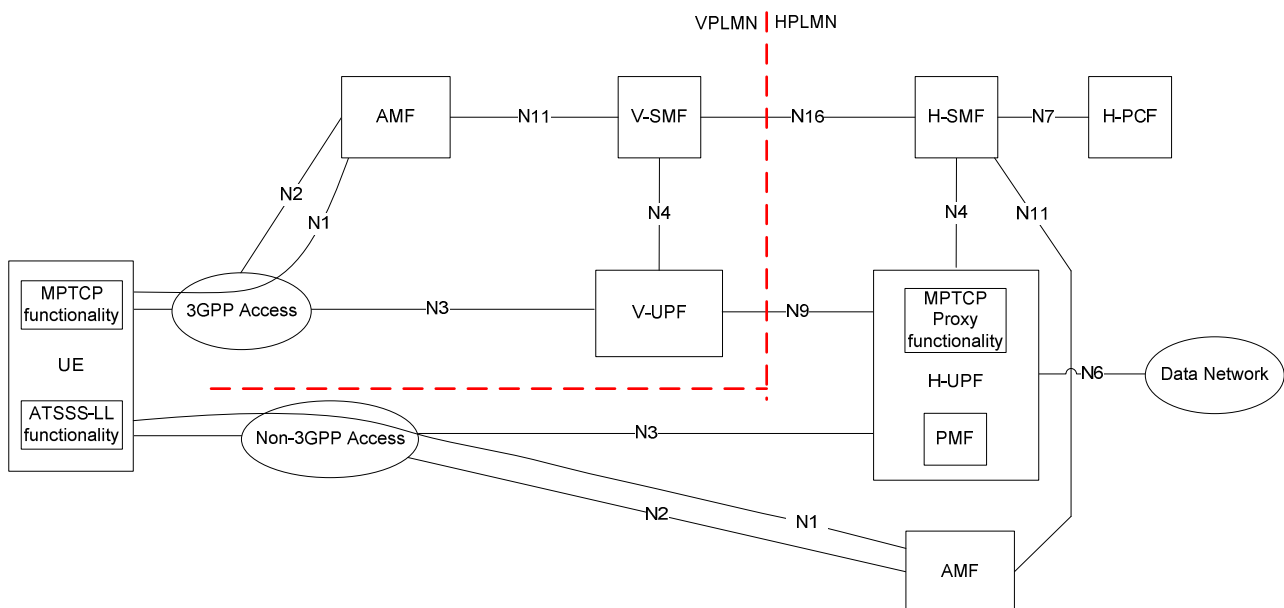 VPLMN HPLMN
AMF
N11
V-SMF
N16
H-SMF
N7
H-PCF
N2
N1
N4
N4
N11
MPTCP
functionality
UE
ATSSS-LL
functionality
3GPP Access
N3
V-UPF
N9
MPTCP
Proxy
functionality
H-UPF
PMF
N6
Data Network
Non-3GPP Access
N3
N2
N1
AMF